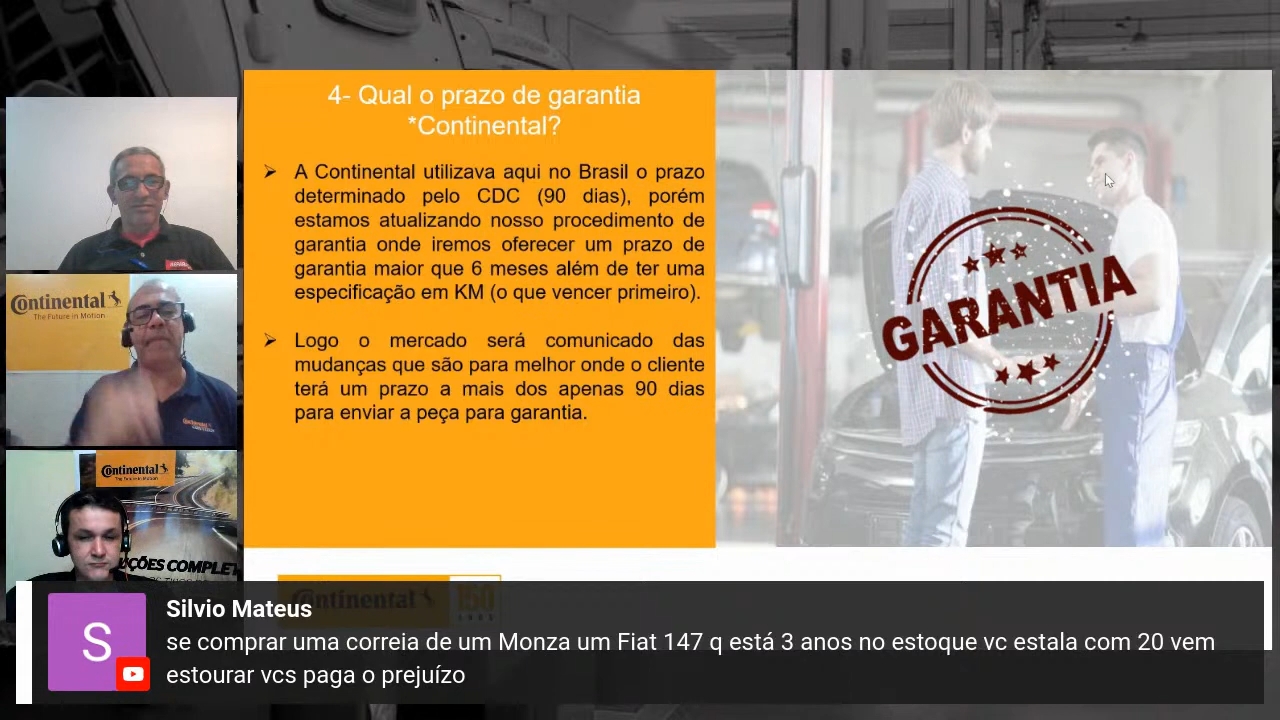 4- Qual o prazo de garantia
*Continental?
➢ A Continental utilizava aqui no Brasil o prazo
determinado pelo CDC (90 dias), porém
estamos atualizando nosso procedimento de
garantia onde iremos oferecer um prazo de
garantia maior que 6 meses além de ter uma
especificação em KM (o que vencer primeiro).
➢ Logo o mercado será comunicado das
mudanças que são para melhor onde o cliente
terá um prazo a mais dos apenas 90 dias
para enviar a peça para garantia.
GARANTIA
Continental
The Future in Motion
Continental
Continental
The Future in Motion
UÇÕES COMPLET
Continental 150
S
Silvio Mateus
se comprar uma correia de um Monza um Fiat 147 q está 3 anos no estoque vc estala com 20 vem
estourar vcs paga o prejuízo